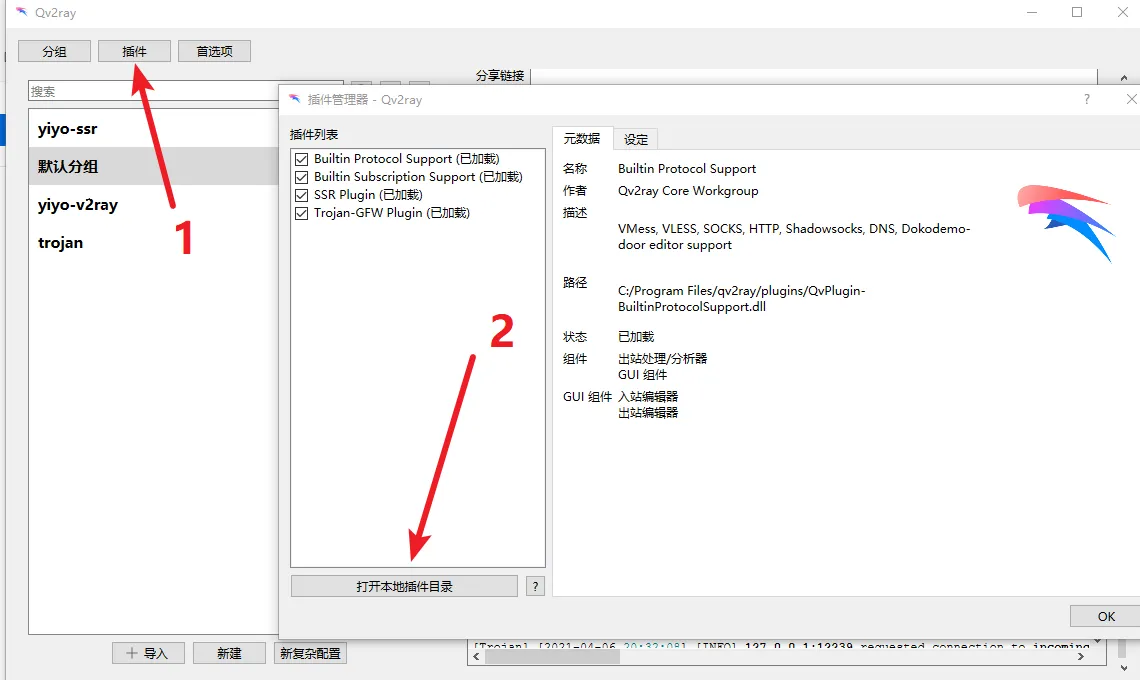 Qv2ray
分组 插件 首选项
分享链接
搜索
yiyo-ssr
默认分组
yiyo-v2ray
trojan
1
插件管理器 - Qv2ray
?
插件列表
Builtin Protocol Support (已加载)
Builtin Subscription Support (已加载)
SSR Plugin (已加载)
Trojan-GFW Plugin (已加载)
2
打开本地插件目录 ?
元数据 设定
名称 Builtin Protocol Support
作者 Qv2ray Core Workgroup
描述
VMess, VLESS, SOCKS, HTTP, Shadowsocks, DNS, Dokodemo-
door editor support
路径
C:/Program Files/qv2ray/plugins/QvPlugin-
BuiltinProtocolSupport.dll
状态 已加载
组件 出站处理/分析器
GUI 组件
GUI 组件 入站编辑器
出站编辑器
OK
导入 新建 新复杂配置
[Trojan] [2021-04-06 20:32:08] [INFO] 127.0.0.1:12239 requested connection to incoming